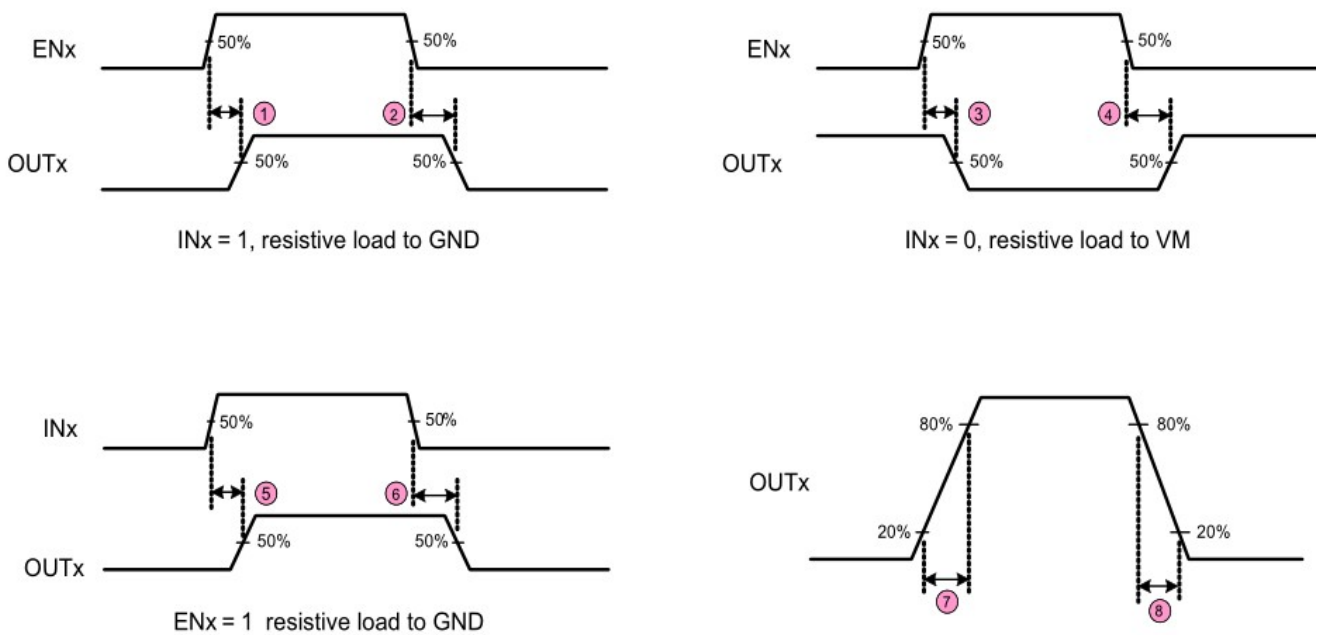 ENx
50%
50%
1
2
OUTx
50%
50%
INx = 1, resistive load to GND
ENx
50%
50%
3
4
OUTx
50%
50%
INx = 0, resistive load to VM
INx
50%
50%
5
6
OUTx
50%
50%
ENx = 1 resistive load to GND
80%
80%
OUTx
20%
20%
7
8